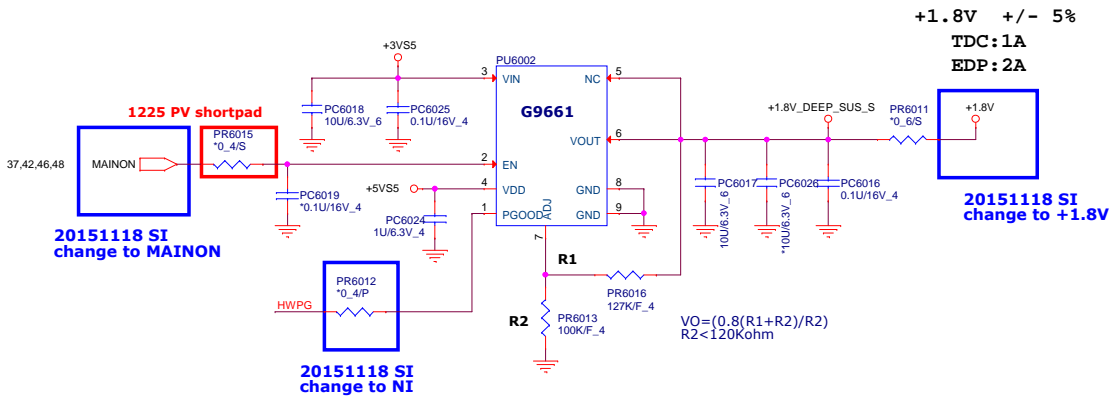 +1.8V +/- 5%
TDC:1A
EDP:2A
+3VS5
PU6002
3 VIN
NC 5
G9661
PC6018
10U/6.3V_6
PC6025
0.1U/16V_4
1225 PV shortpad
PR6015
*0_4/S
37,42,46,48
MAINON
2 EN
VOUT 6
+1.8V_DEEP_SUS_S
PR6011
*0_6/S
+1.8V
PC6019
*0.1U/16V_4
+5VS5
4 VDD
GND 8
PC6024
1U/6.3V_4
1 PGOOD
ADJ
GND 9
7
PC6017
10U/6.3V_6
PC6026
*10U/6.3V_6
PC6016
0.1U/16V_4
20151118 SI
change to +1.8V
20151118 SI
change to MAINON
R1
PR6016
127K/F_4
PR6012
*0_4/P
HWPG
R2
PR6013
100K/F_4
VO=(0.8(R1+R2)/R2)
R2<120Kohm
20151118 SI
change to NI